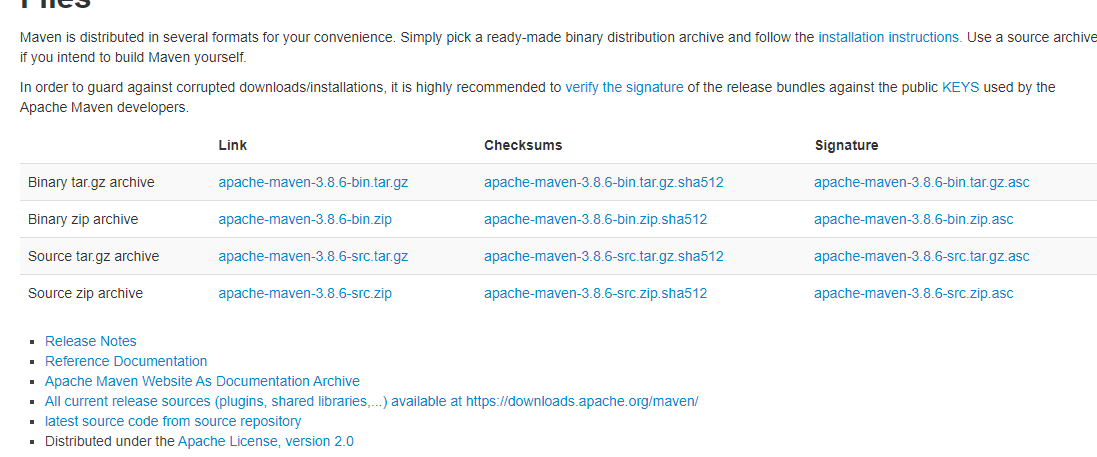 Files
Maven is distributed in several formats for your convenience. Simply pick a ready-made binary distribution archive and follow the installation instructions. Use a source archive
if you intend to build Maven yourself.
In order to guard against corrupted downloads/installations, it is highly recommended to verify the signature of the release bundles against the public KEYS used by the
Apache Maven developers.
Link Checksums Signature
Binary tar.gz archive apache-maven-3.8.6-bin.tar.gz apache-maven-3.8.6-bin.tar.gz.sha512 apache-maven-3.8.6-bin.tar.gz.asc
Binary zip archive apache-maven-3.8.6-bin.zip apache-maven-3.8.6-bin.zip.sha512 apache-maven-3.8.6-bin.zip.asc
Source tar.gz archive apache-maven-3.8.6-src.tar.gz apache-maven-3.8.6-src.tar.gz.sha512 apache-maven-3.8.6-src.tar.gz.asc
Source zip archive apache-maven-3.8.6-src.zip apache-maven-3.8.6-src.zip.sha512 apache-maven-3.8.6-src.zip.asc
Release Notes
Reference Documentation
Apache Maven Website As Documentation Archive
All current release sources (plugins, shared libraries,...) available at https://downloads.apache.org/maven/
latest source code from source repository
Distributed under the Apache License, version 2.0